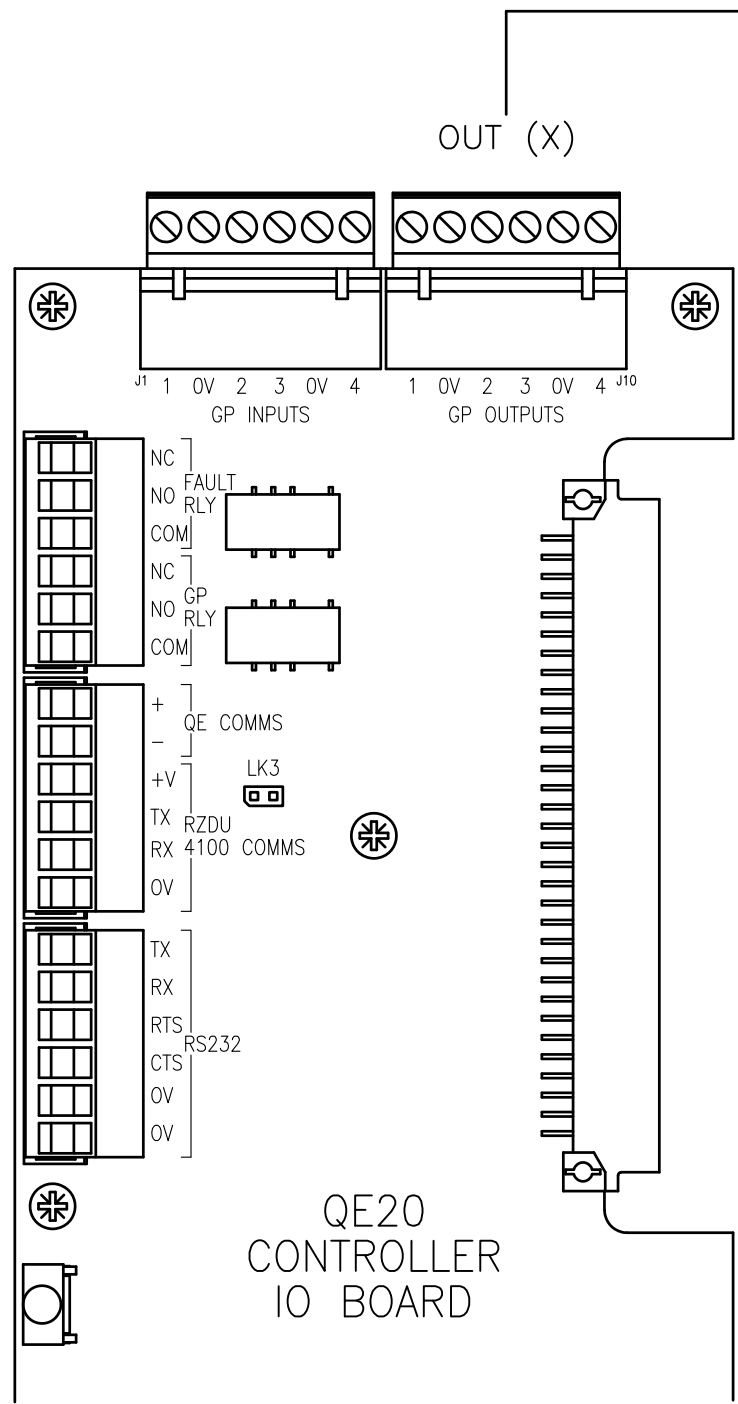 OUT (X)
J1 1 0V 2 3 0V 4
GP INPUTS
1 0V 2 3 0V 4 J10
GP OUTPUTS
NC
NO
COM
FAULT
RLY
NC
NO
COM
GP
RLY
+
–
QE COMMS
+V
TX
RX
0V
RZDU
4100 COMMS
LK3
TX
RX
RTS
CTS
0V
0V
RS232
QE20
CONTROLLER
IO BOARD